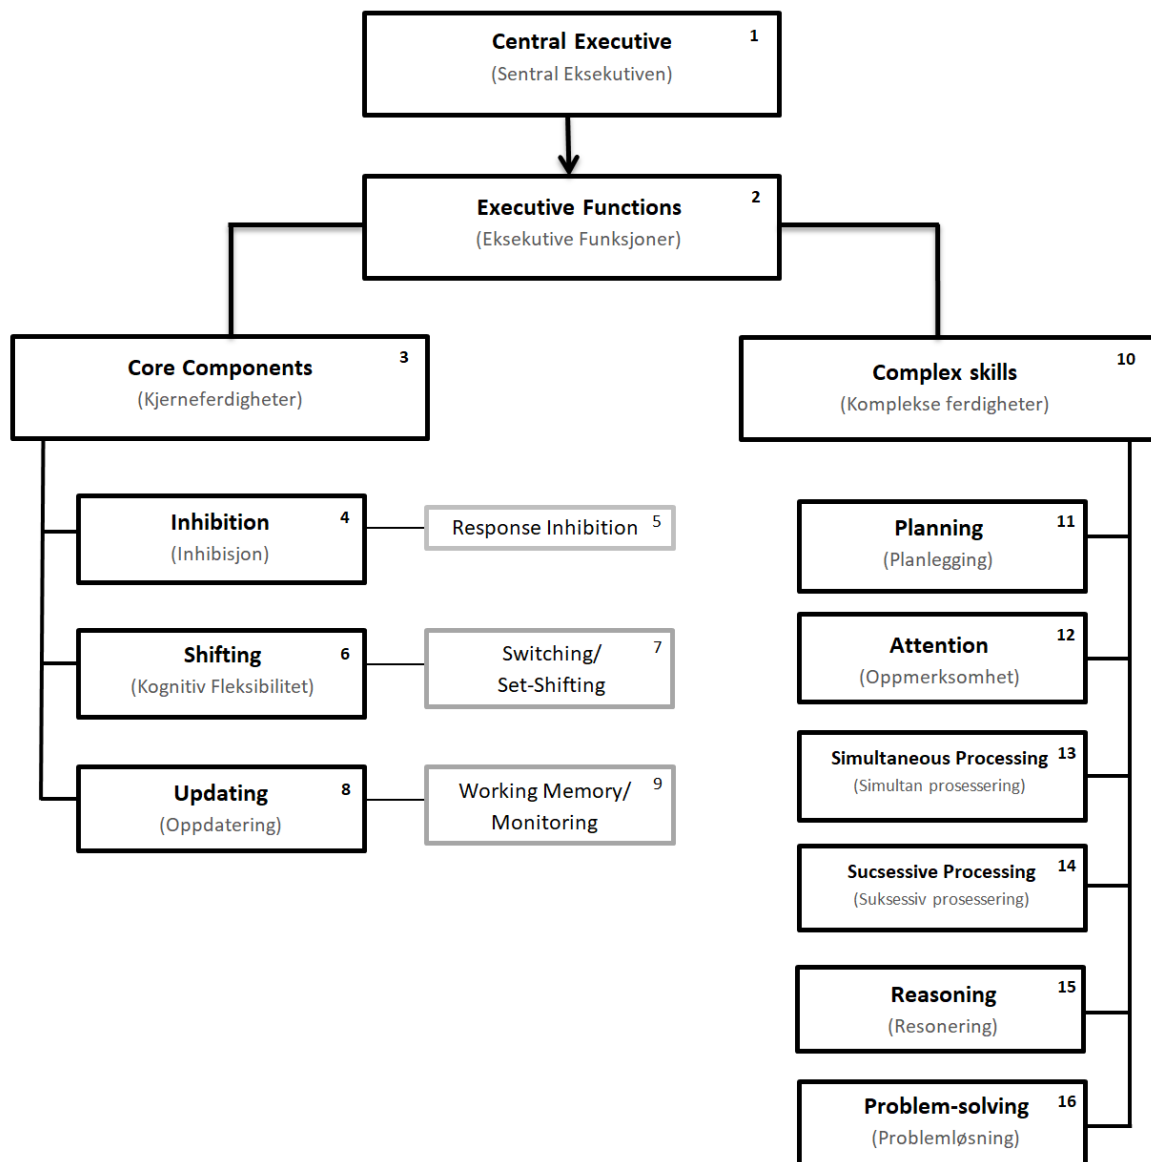 Central Executive 1
(Sentral Eksekutiven)
Executive Functions 2
(Eksekutive Funksjoner)
Core Components 3
(Kjerneferdigheter)
Inhibition 4
(Inhibisjon)
Response Inhibition 5
Shifting 6
(Kognitiv Fleksibilitet)
Switching/ 7
Set-Shifting
Updating 8
(Oppdatering)
Working Memory/ 9
Monitoring
Complex skills 10
(Komplekse ferdigheter)
Planning 11
(Planlegging)
Attention 12
(Oppmerksomhet)
Simultaneous Processing 13
(Simultan prosessering)
Sucsessive Processing 14
(Suksessiv prosessering)
Reasoning 15
(Resonering)
Problem-solving 16
(Problemløsning)